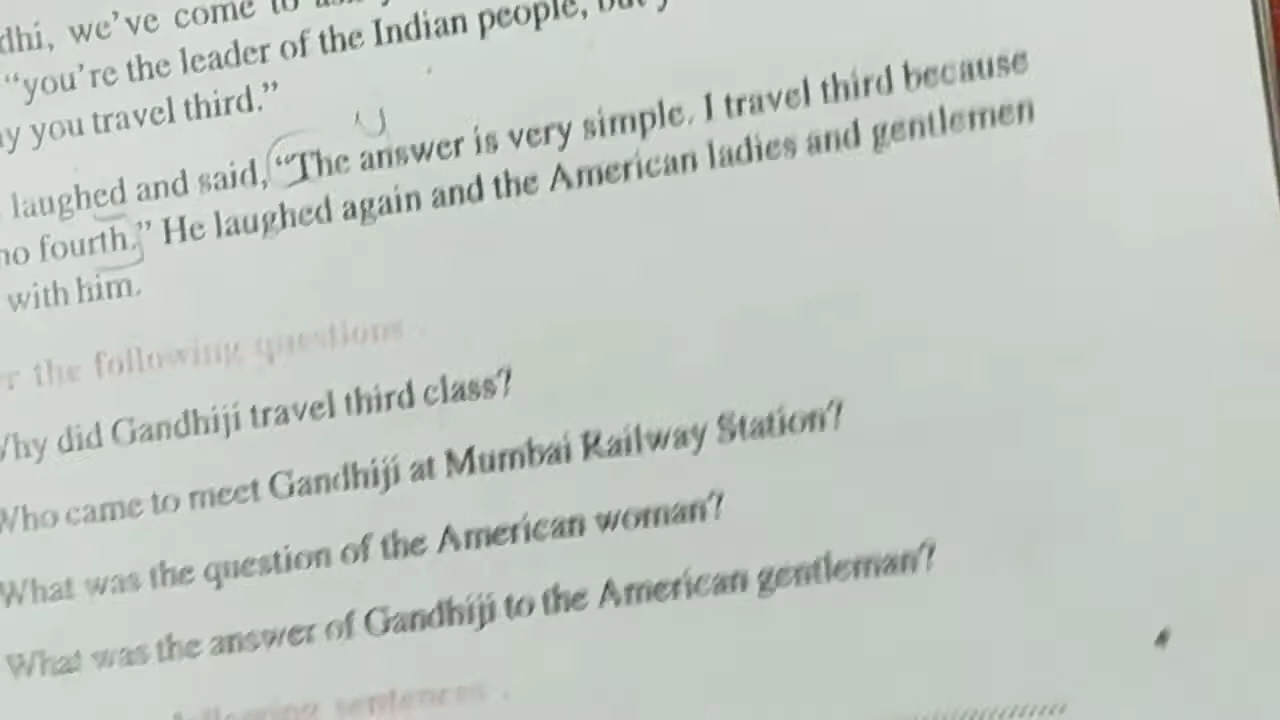 we've come to
"you're the leader of the Indian people,
you travel third."
laughed and said, "The answer is very simple. I travel third because
no fourth." He laughed again and the American ladies and gentlemen
with him.
the following questions
did Gandhiji travel third class?
Who came to meet Gandhiji at Mumbai Railway Station?
What was the question of the American woman?
What was the answer of Gandhiji to the American gentleman?
following sentences